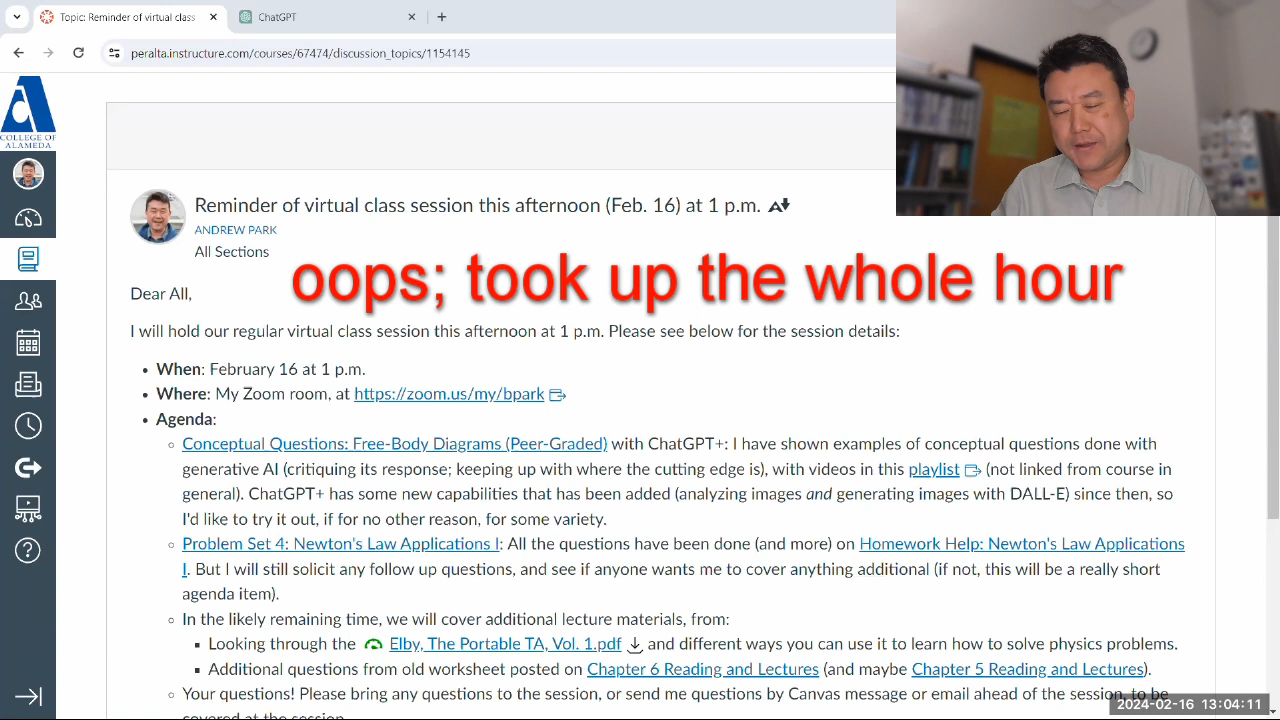 Topic: Reminder of virtual class
ChatGPT
peralta.instructure.com/courses/67474/discussion_topics/1154145
COLLEGE OF
ALAMEDA
Reminder of virtual class session this afternoon (Feb. 16) at 1 p.m.
ANDREW PARK
All Sections
oops; took up the whole hour
Dear All,
I will hold our regular virtual class session this afternoon at 1 p.m. Please see below for the session details:
• When: February 16 at 1 p.m.
• Where: My Zoom room, at https://zoom.us/my/bpark
• Agenda:
◦ Conceptual Questions: Free-Body Diagrams (Peer-Graded) with ChatGPT+: I have shown examples of conceptual questions done with
generative AI (critiquing its response; keeping up with where the cutting edge is), with videos in this playlist (not linked from course in
general). ChatGPT+ has some new capabilities that has been added (analyzing images and generating images with DALL-E) since then, so
I'd like to try it out, if for no other reason, for some variety.
◦ Problem Set 4: Newton's Law Applications I: All the questions have been done (and more) on Homework Help: Newton's Law Applications
I. But I will still solicit any follow up questions, and see if anyone wants me to cover anything additional (if not, this will be a really short
agenda item).
◦ In the likely remaining time, we will cover additional lecture materials, from:
▪ Looking through the Elby, The Portable TA, Vol. 1.pdf and different ways you can use it to learn how to solve physics problems.
▪ Additional questions from old worksheet posted on Chapter 6 Reading and Lectures (and maybe Chapter 5 Reading and Lectures).
◦ Your questions! Please bring any questions to the session, or send me questions by Canvas message or email ahead of the session, to be
covered at the session.
2024-02-16 13:04:11